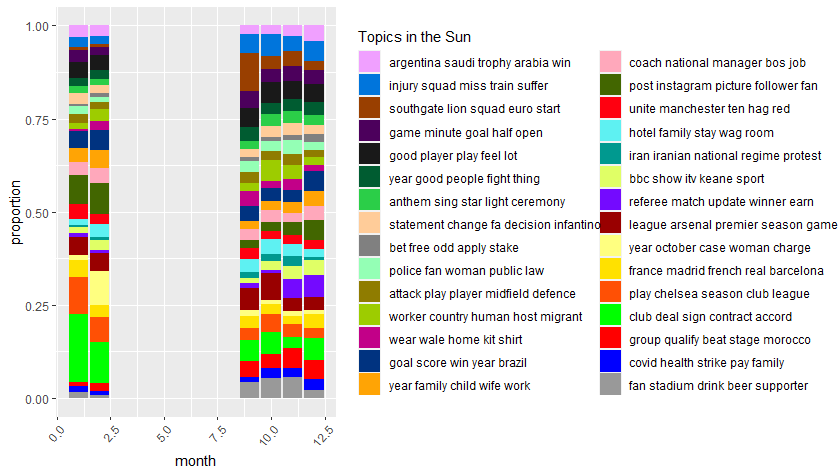 Topics in the Sun
argentina saudi trophy arabia win
injury squad miss train suffer
southgate lion squad euro start
game minute goal half open
good player play feel lot
year good people fight thing
anthem sing star light ceremony
statement change fa decision infantino
bet free odd apply stake
police fan woman public law
attack play player midfield defence
worker country human host migrant
wear wale home kit shirt
goal score win year brazil
year family child wife work
coach national manager bos job
post instagram picture follower fan
unite manchester ten hag red
hotel family stay wag room
iran iranian national regime protest
bbc show itv keane sport
referee match update winner earn
league arsenal premier season game
year october case woman charge
france madrid french real barcelona
play chelsea season club league
club deal sign contract accord
group qualify beat stage morocco
covid health strike pay family
fan stadium drink beer supporter
proportion
1.00
0.75
0.50
0.25
0.00
0.0
2.5
5.0
7.5
10.0
12.5
month